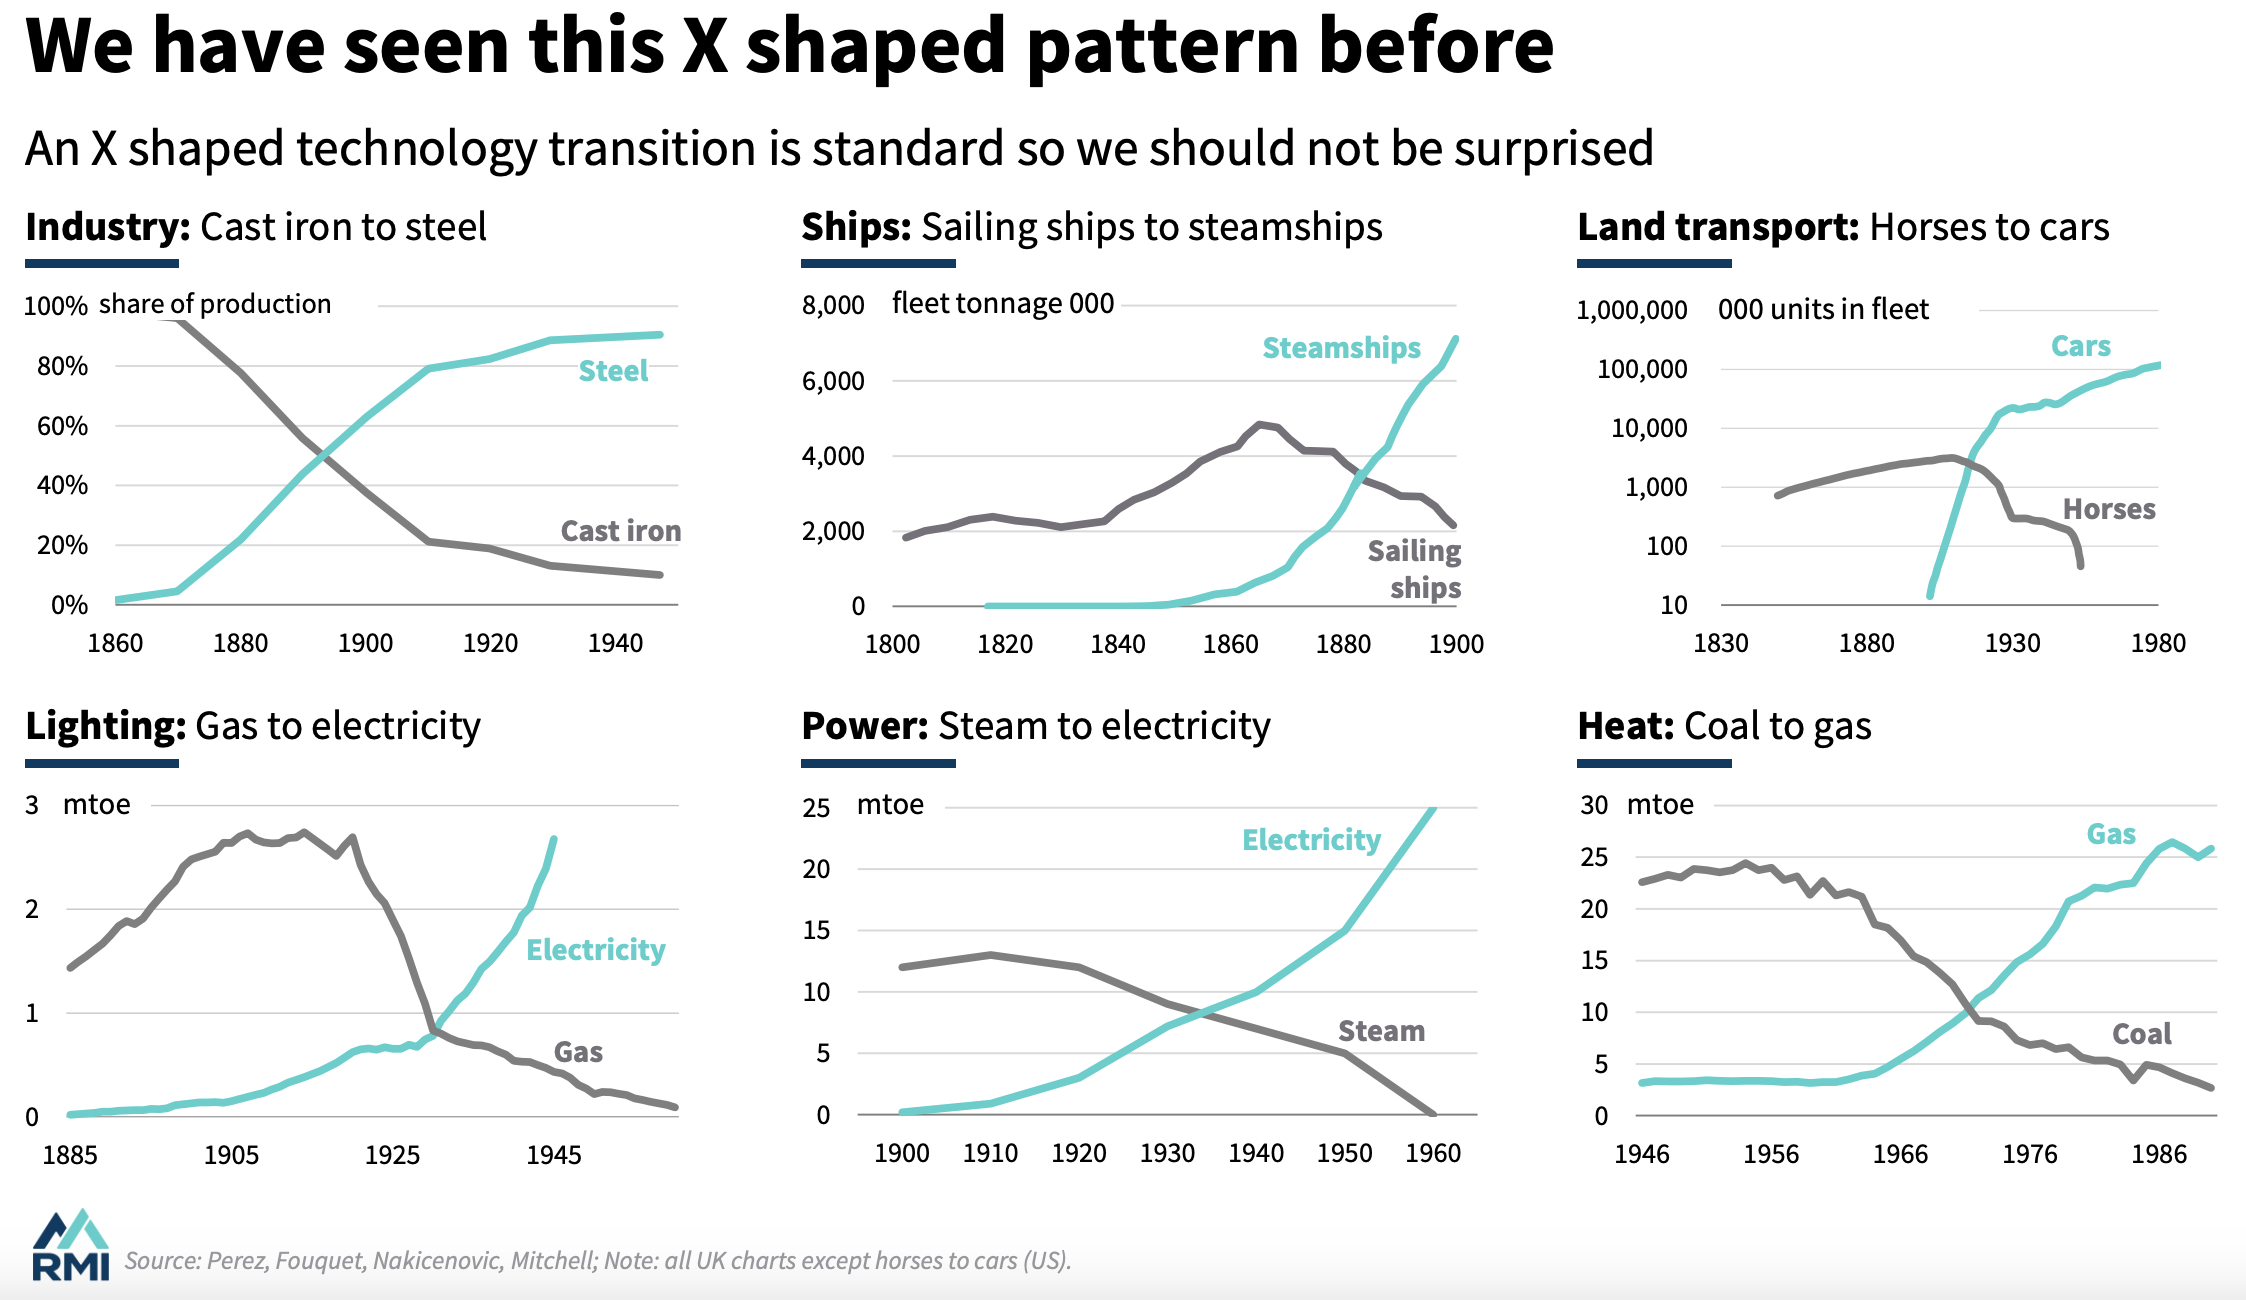 We have seen this X shaped pattern before
An X shaped technology transition is standard so we should not be surprised
Industry: Cast iron to steel
100% share of production
80%
60%
40%
20%
0%
Steel
Cast iron
1860 1880 1900 1920 1940
Ships: Sailing ships to steamships
8,000 fleet tonnage 000
6,000
4,000
2,000
0
Steamships
Sailing
ships
1800 1820 1840 1860 1880 1900
Land transport: Horses to cars
1,000,000 000 units in fleet
100,000
10,000
1,000
100
10
Cars
Horses
1830 1880 1930 1980
Lighting: Gas to electricity
3 mtoe
2
1
0
Electricity
Gas
1885 1905 1925 1945
Power: Steam to electricity
25 mtoe
20
15
10
5
0
Electricity
Steam
1900 1910 1920 1930 1940 1950 1960
Heat: Coal to gas
30 mtoe
25
20
15
10
5
0
Gas
Coal
1946 1956 1966 1976 1986
RMI
Source: Perez, Fouquet, Nakicenovic, Mitchell; Note: all UK charts except horses to cars (US).